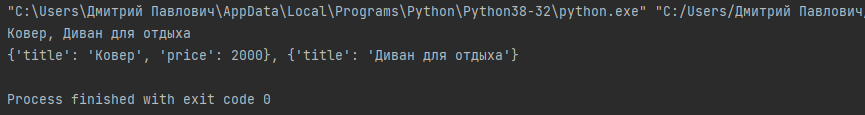 "C:\Users\Дмитрий Павлович\AppData\Local\Programs\Python\Python38-32\python.exe" "C:/Users/Дмитрий Павлович/
Ковер, Диван для отдыха
{'title': 'Ковер', 'price': 2000}, {'title': 'Диван для отдыха'}
Process finished with exit code 0